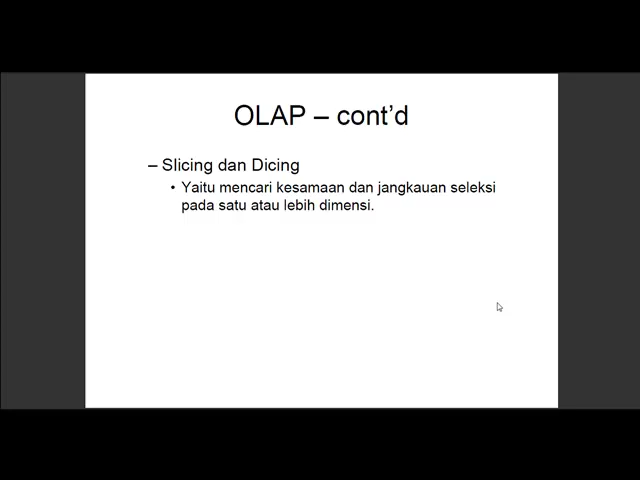 OLAP – cont’d
– Slicing dan Dicing
• Yaitu mencari kesamaan dan jangkauan seleksi
pada satu atau lebih dimensi.